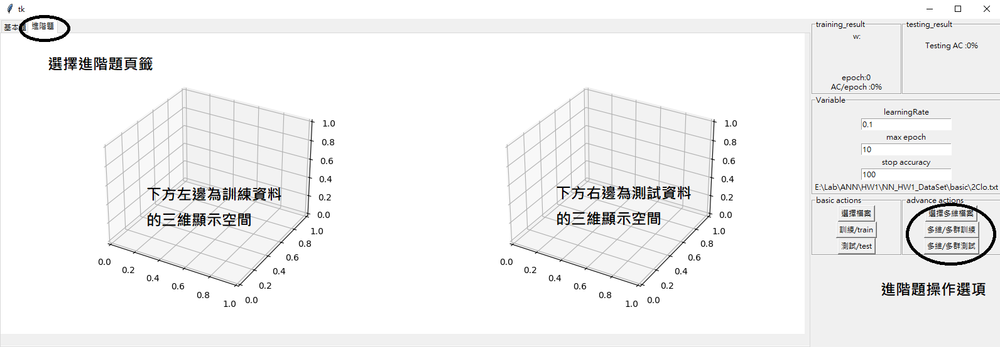 tk
基本題 進階題
選擇進階題頁籤
1.0
0.8
0.6
0.4
0.2
0.0
1.0
0.8
0.6
0.4
0.2
0.0
0.0
0.2
0.4
0.6
0.8
1.0
下方左邊為訓練資料
的三維顯示空間
1.0
0.8
0.6
0.4
0.2
0.0
1.0
0.8
0.6
0.4
0.2
0.0
0.0
0.2
0.4
0.6
0.8
1.0
下方右邊為測試資料
的三維顯示空間
training_result
w:
epoch:0
AC/epoch :0%
testing_result
Testing AC :0%
Variable
learningRate
0.1
max epoch
10
stop accuracy
100
E:\Lab\ANN\HW1\NN_HW1_DataSet\basic\2Clo.txt
basic actions
選擇檔案
訓練/train
測試/test
advance actions
選擇多維檔案
多維/多群訓練
多維/多群測試
進階題操作選項